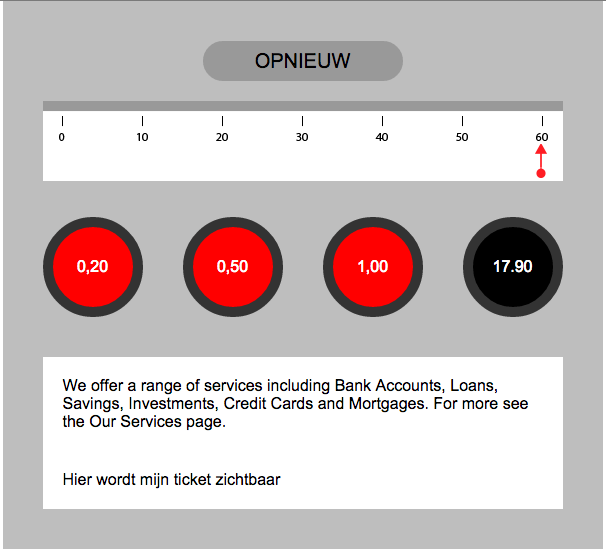 OPNIEUW
0 10 20 30 40 50 60
0,20 0,50 1,00 17.90
We offer a range of services including Bank Accounts, Loans,
Savings, Investments, Credit Cards and Mortgages. For more see
the Our Services page.
Hier wordt mijn ticket zichtbaar